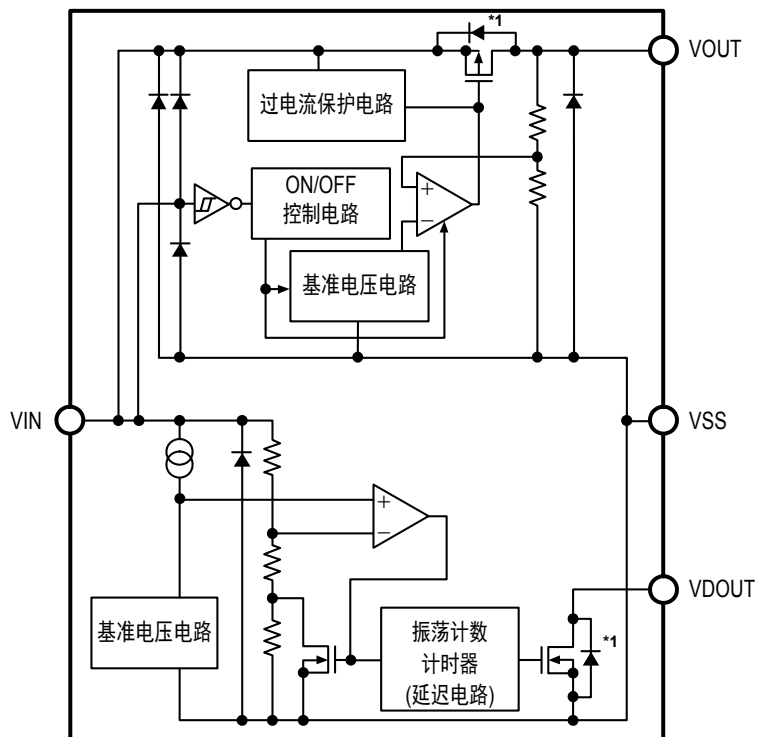 *1
VOUT
过电流保护电路
ON/OFF
控制电路
+
−
基准电压电路
VIN
VSS
+
−
VDOUT
基准电压电路
振荡计数
计时器
(延迟电路)
*1